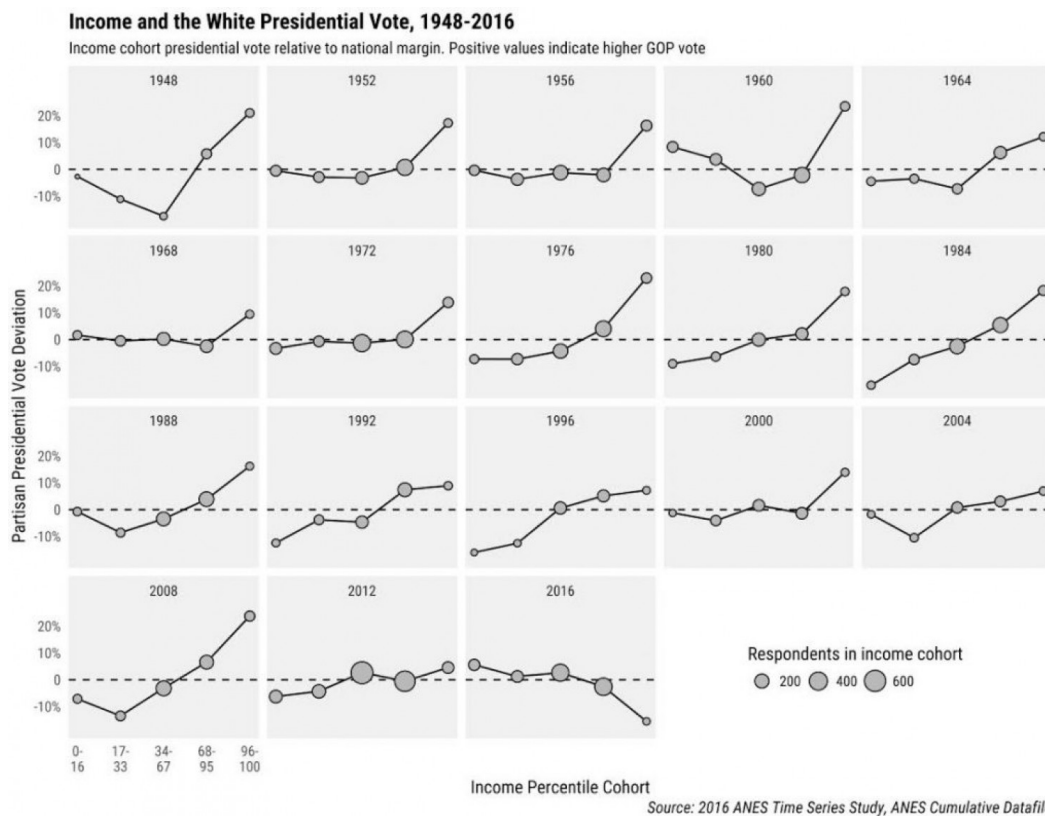 Income and the White Presidential Vote, 1948-2016
Income cohort presidential vote relative to national margin. Positive values indicate higher GOP vote
1948 1952 1956 1960 1964
20%
10%
0
-10%
1968 1972 1976 1980 1984
20%
10%
0
-10%
Partisan Presidential Vote Deviation
1988 1992 1996 2000 2004
20%
10%
0
-10%
2008 2012 2016
20%
10%
0
-10%
Respondents in income cohort
200 400 600
0- 17- 34- 68- 96-
16 33 67 95 100
Income Percentile Cohort
Source: 2016 ANES Time Series Study, ANES Cumulative Datafil